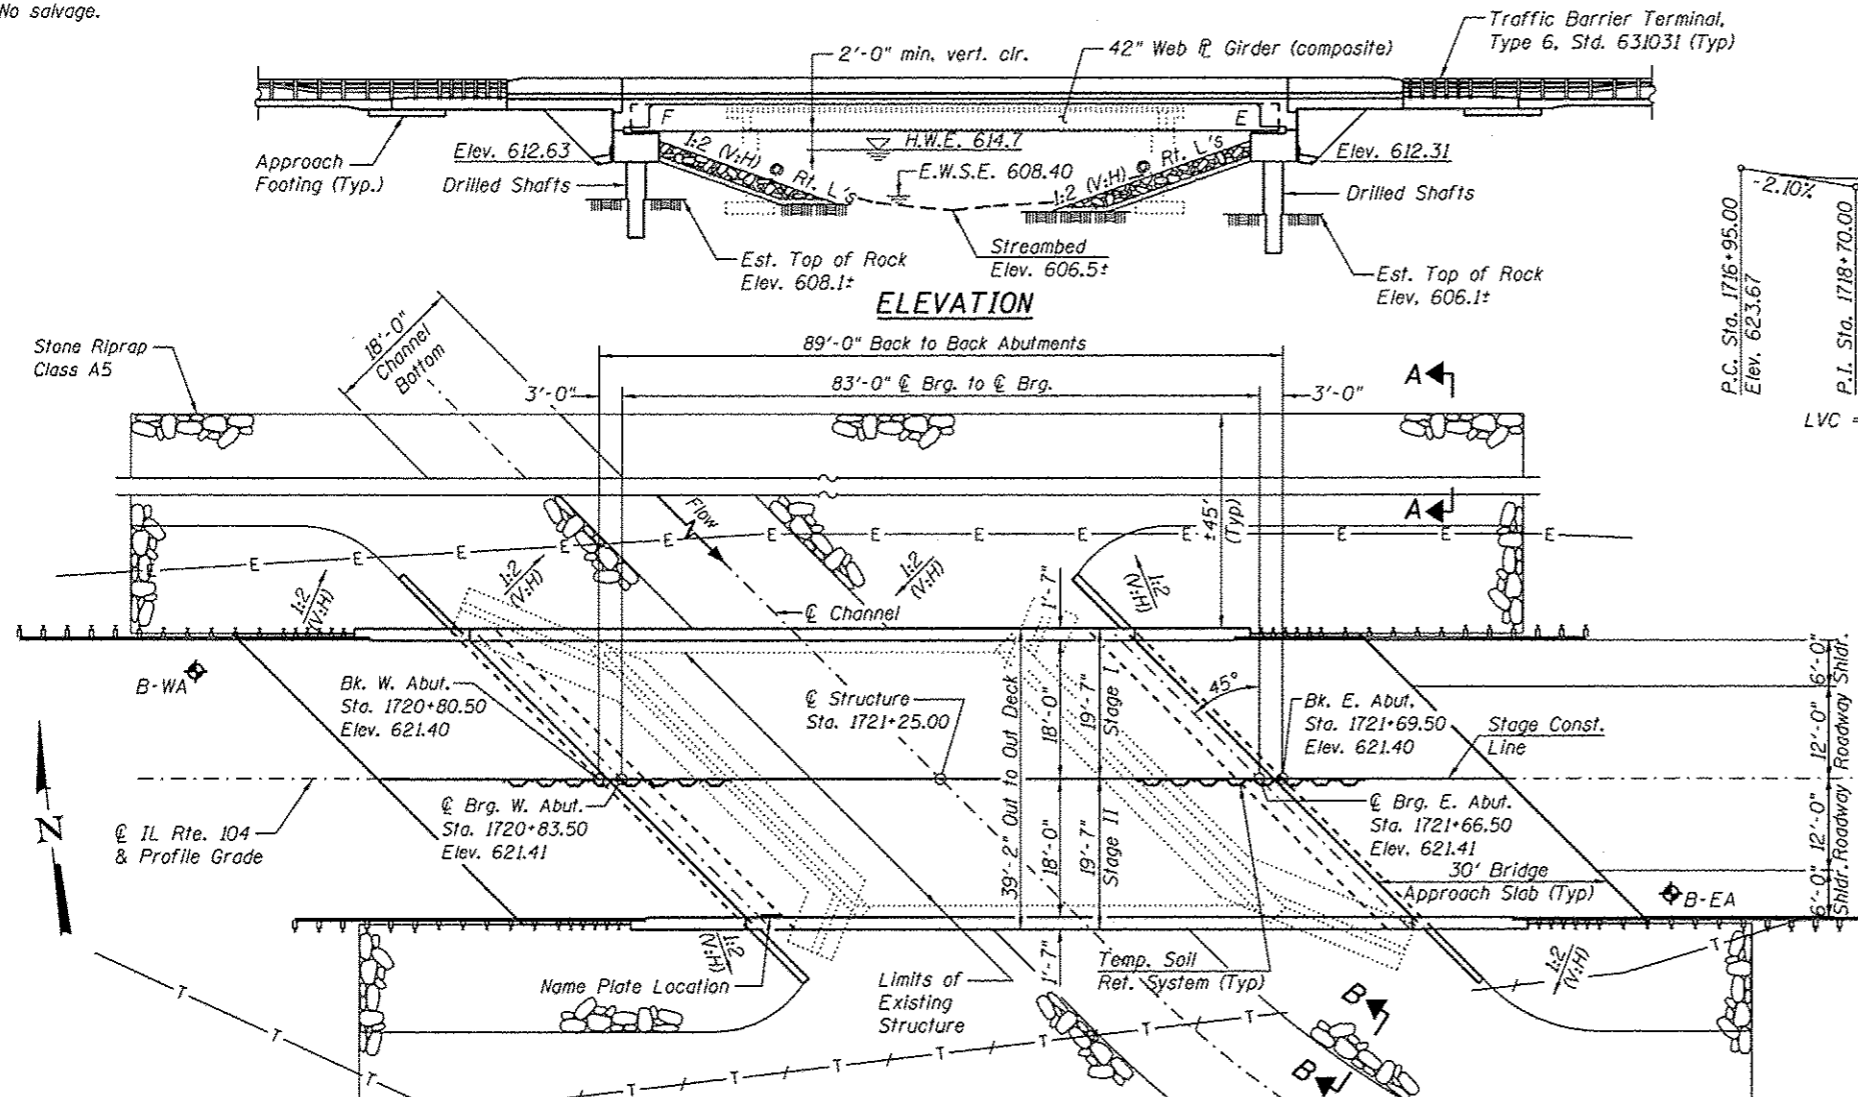 No salvage.
Traffic Barrier Terminal,
Type 6, Std. 631031 (Typ)
2'-0" min. vert. clr.
42" Web ⅊ Girder (composite)
F
E
1:2 (V:H) @ Rt. L's
H.W.E. 614.7
1:2 (V:H) @ Rt. L's
Elev. 612.63
E.W.S.E. 608.40
Elev. 612.31
Approach
Footing (Typ.)
Drilled Shafts
Drilled Shafts
Streambed
Elev. 606.5±
Est. Top of Rock
Elev. 608.1±
Est. Top of Rock
Elev. 606.1±
-2.10%
P.C. Sta. 1716+95.00
Elev. 623.67
P.I. Sta. 1718+70.00
LVC =
ELEVATION
18'-0"
Channel
Bottom
Stone Riprap
Class A5
89'-0" Back to Back Abutments
83'-0" ℄ Brg. to ℄ Brg.
3'-0"
3'-0"
A
A
±45'
(Typ)
Flow
E E E E E E E E E E E
1:2
(V:H)
1:2
(V:H)
1:2
(V:H)
1:2
(V:H)
℄ Channel
1'-7"
B-WA
Bk. W. Abut.
Sta. 1720+80.50
Elev. 621.40
℄ Structure
Sta. 1721+25.00
39'-2" Out to Out Deck
18'-0"
19'-7"
Stage I
45°
Bk. E. Abut.
Sta. 1721+69.50
Elev. 621.40
Stage Const.
Line
6'-0"
Shldr.
12'-0"
Roadway
12'-0"
Roadway
6'-0"
Shldr.
N
℄ IL Rte. 104
& Profile Grade
℄ Brg. W. Abut.
Sta. 1720+83.50
Elev. 621.41
18'-0"
19'-7"
Stage II
℄ Brg. E. Abut.
Sta. 1721+66.50
Elev. 621.41
30' Bridge
Approach Slab (Typ)
B-EA
1:2
(V:H)
Name Plate Location
Limits of
Existing
Structure
1'-7"
Temp. Soil
Ret. System (Typ)
1:2
(V:H)
B
B
T T T T T T T T T T